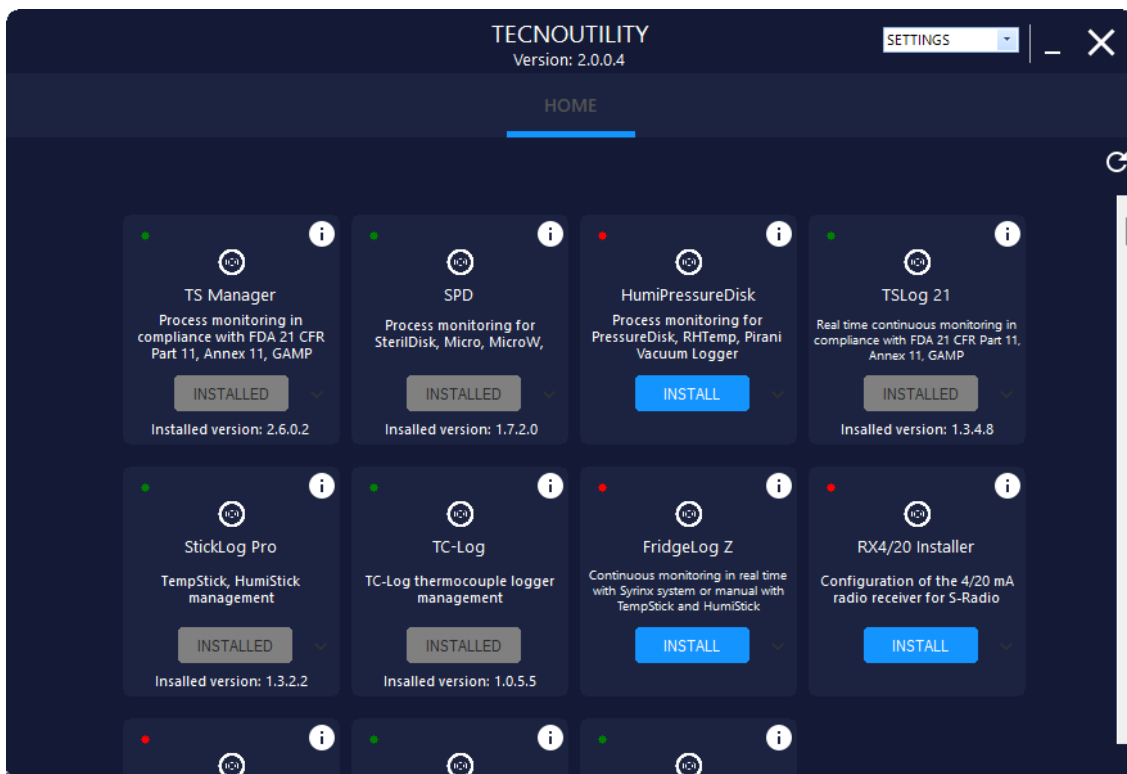 TECNOUTILITY
Version: 2.0.0.4
SETTINGS
HOME
TS Manager
Process monitoring in
compliance with FDA 21 CFR
Part 11, Annex 11, GAMP
INSTALLED
Installed version: 2.6.0.2
SPD
Process monitoring for
SterilDisk, Micro, MicroW,
INSTALLED
Insalled version: 1.7.2.0
HumiPressureDisk
Process monitoring for
PressureDisk, RHTemp, Pirani
Vacuum Logger
INSTALL
TSLog 21
Real time continuous monitoring in
compliance with FDA 21 CFR Part 11,
Annex 11, GAMP
INSTALLED
Insalled version: 1.3.4.8
StickLog Pro
TempStick, HumiStick
management
INSTALLED
Insalled version: 1.3.2.2
TC-Log
TC-Log thermocouple logger
management
INSTALLED
Insalled version: 1.0.5.5
FridgeLog Z
Continuous monitoring in real time
with Syrinx system or manual with
TempStick and HumiStick
INSTALL
RX4/20 Installer
Configuration of the 4/20 mA
radio receiver for S-Radio
INSTALL